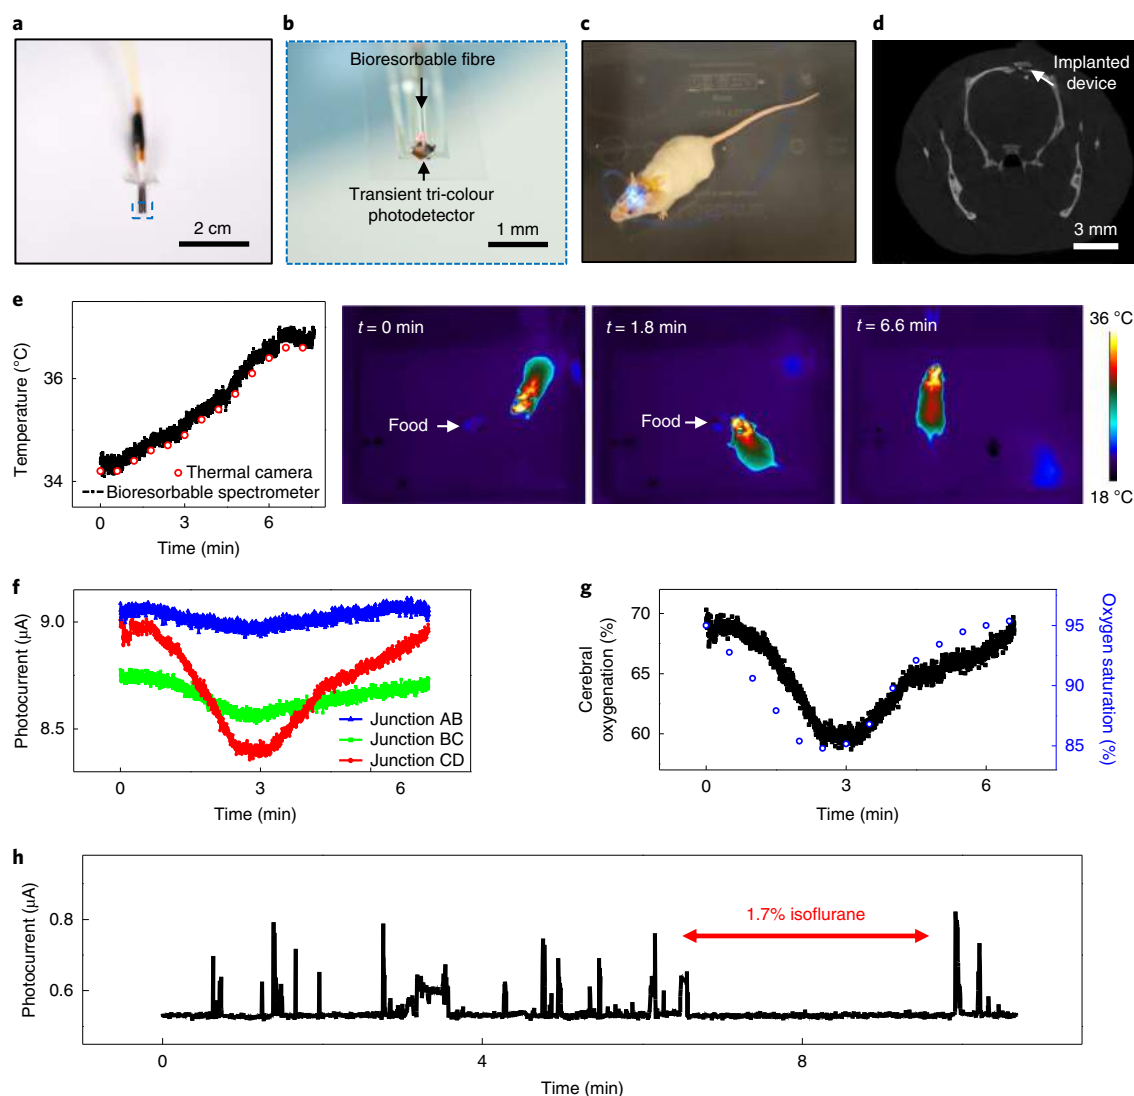 a
b
c
d
Bioresorbable fibre
Transient tri-colour
photodetector
2 cm
1 mm
Implanted
device
3 mm
e
Temperature (°C)
36
34
Thermal camera
Bioresorbable spectrometer
0
3
6
Time (min)
t = 0 min
Food
t = 1.8 min
Food
t = 6.6 min
36 °C
18 °C
f
Photocurrent (μA)
9.0
8.5
Junction AB
Junction BC
Junction CD
0
3
6
Time (min)
g
Cerebral
oxygenation (%)
70
65
60
0
3
6
Time (min)
95
90
85
Oxygen saturation (%)
h
Photocurrent (μA)
0.8
0.6
1.7% isoflurane
0
4
8
Time (min)